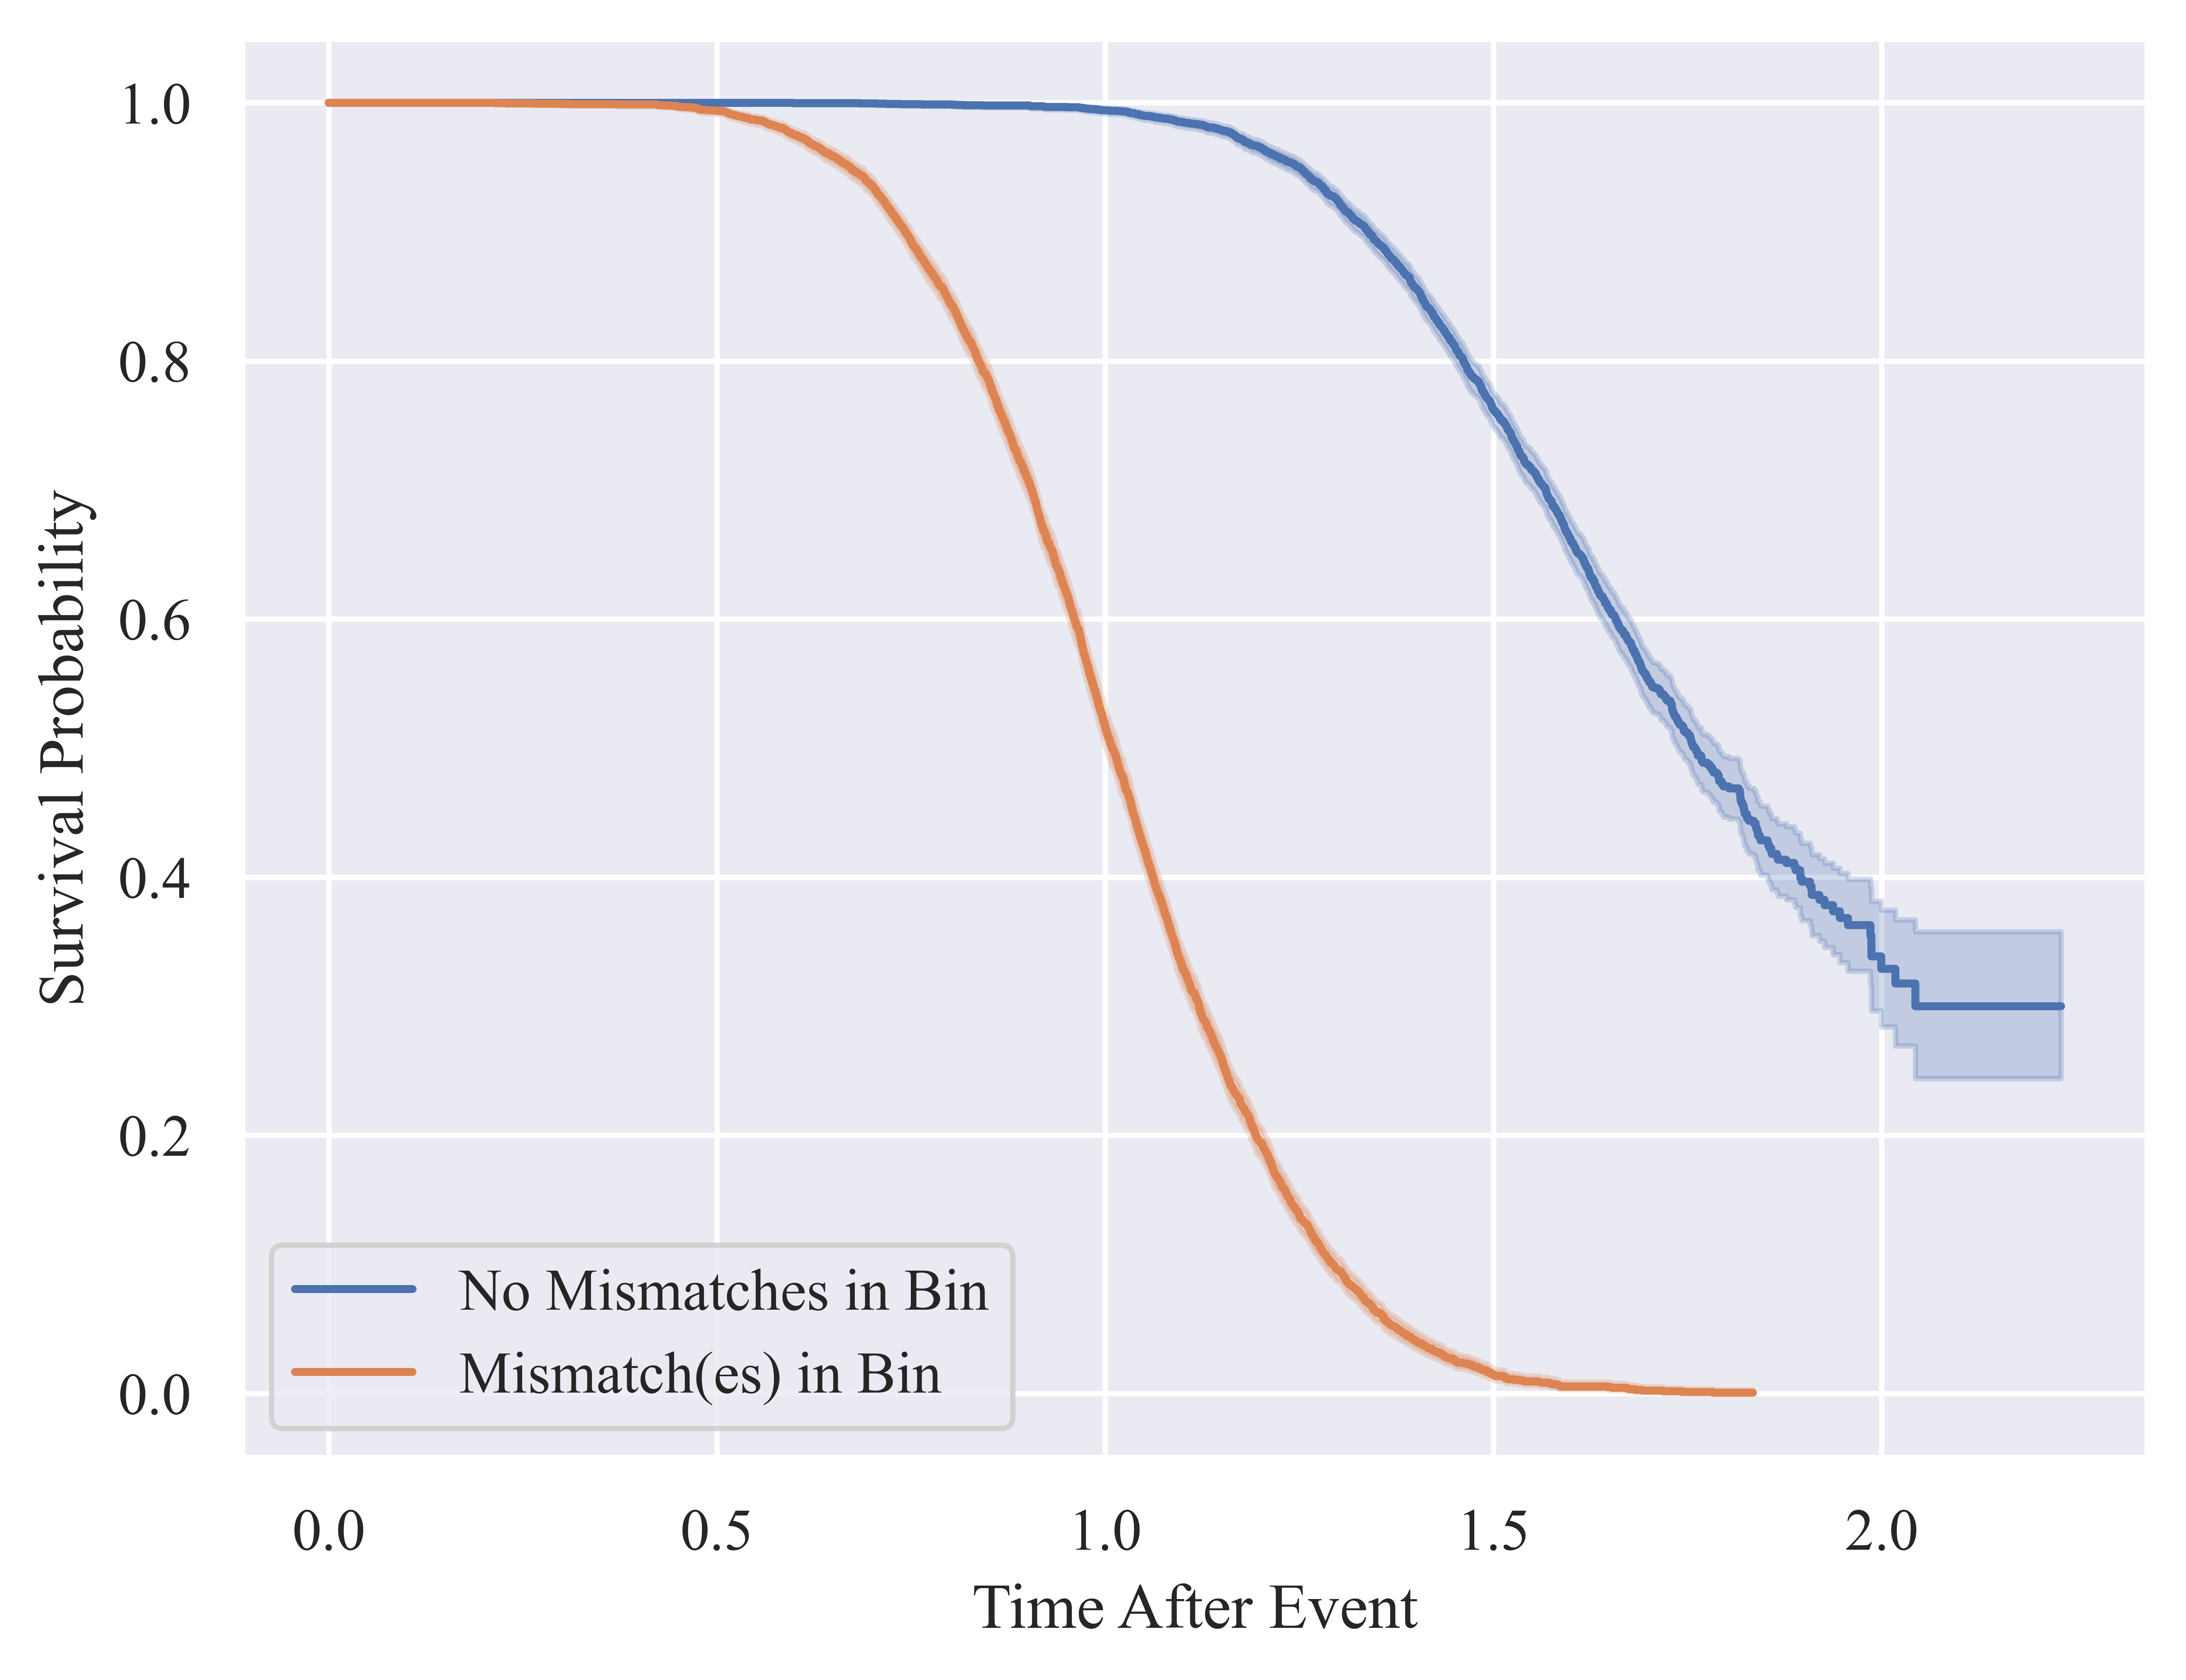 1.0
0.8
0.6
0.4
0.2
0.0
Survival Probability
No Mismatches in Bin
Mismatch(es) in Bin
0.0 0.5 1.0 1.5 2.0
Time After Event